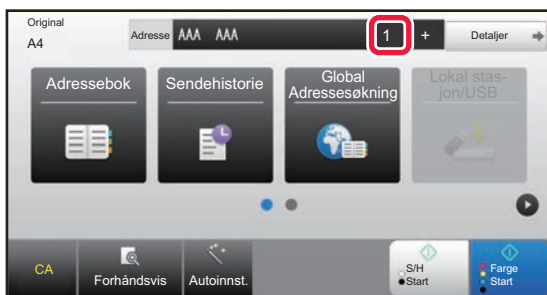 Original
A4
Adresse AAA AAA 1 + Detaljer
Adressebok
Sendehistorie
Global
Adressesøkning
Lokal stas-
jon/USB
CA
Forhåndsvis
Autoinnst.
S/H
Start
Farge
Start